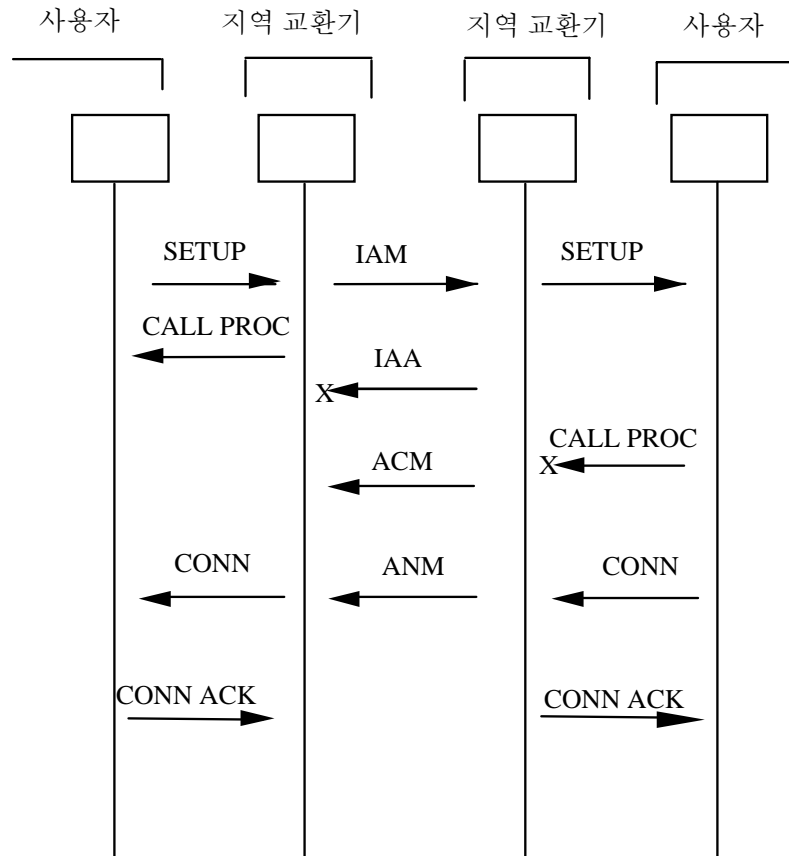 사용자 지역 교환기 지역 교환기 사용자
SETUP IAM SETUP
CALL PROC
IAA
X
CALL PROC
X
ACM
CONN ANM CONN
CONN ACK CONN ACK